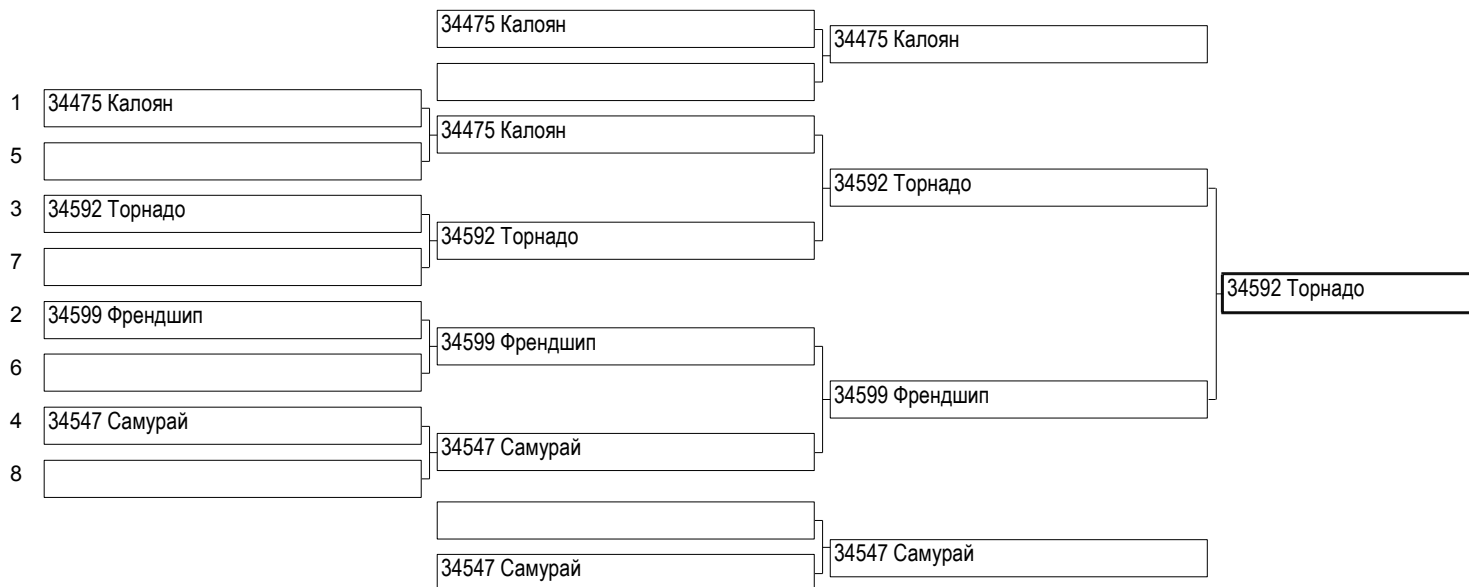 34475 Калоян
34475 Калоян
1 34475 Калоян
34475 Калоян
5
34592 Торнадо
3 34592 Торнадо
34592 Торнадо
7
34592 Торнадо
2 34599 Френдшип
34599 Френдшип
6
34599 Френдшип
4 34547 Самурай
34547 Самурай
8
34547 Самурай
34547 Самурай